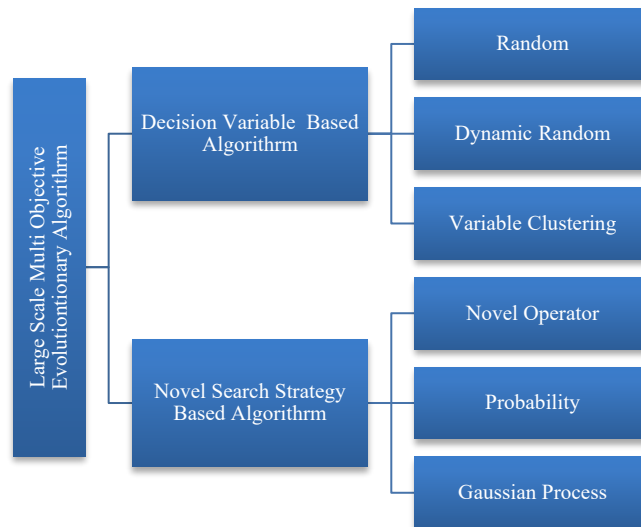 Large Scale Multi Objective
Evolutiontionary Algorithrm
Decision Variable Based
Algorithrm
Random
Dynamic Random
Variable Clustering
Novel Search Strategy
Based Algorithrm
Novel Operator
Probability
Gaussian Process